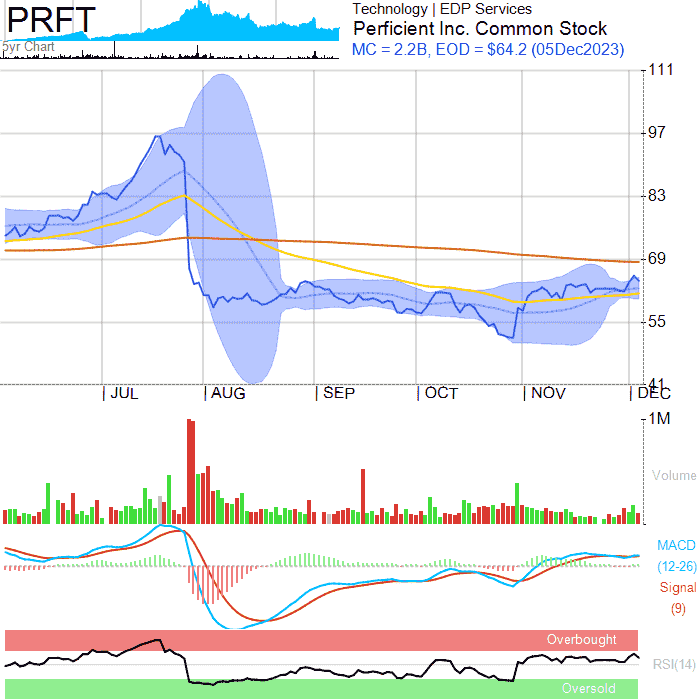 PRFT
5yr Chart
Technology | EDP Services
Perficient Inc. Common Stock
MC = 2.2B, EOD = $64.2 (05Dec2023)
111
97
83
69
55
41
JUL
AUG
SEP
OCT
NOV
DEC
1M
Volume
MACD
(12-26)
Signal
(9)
Overbought
RSI(14)
Oversold